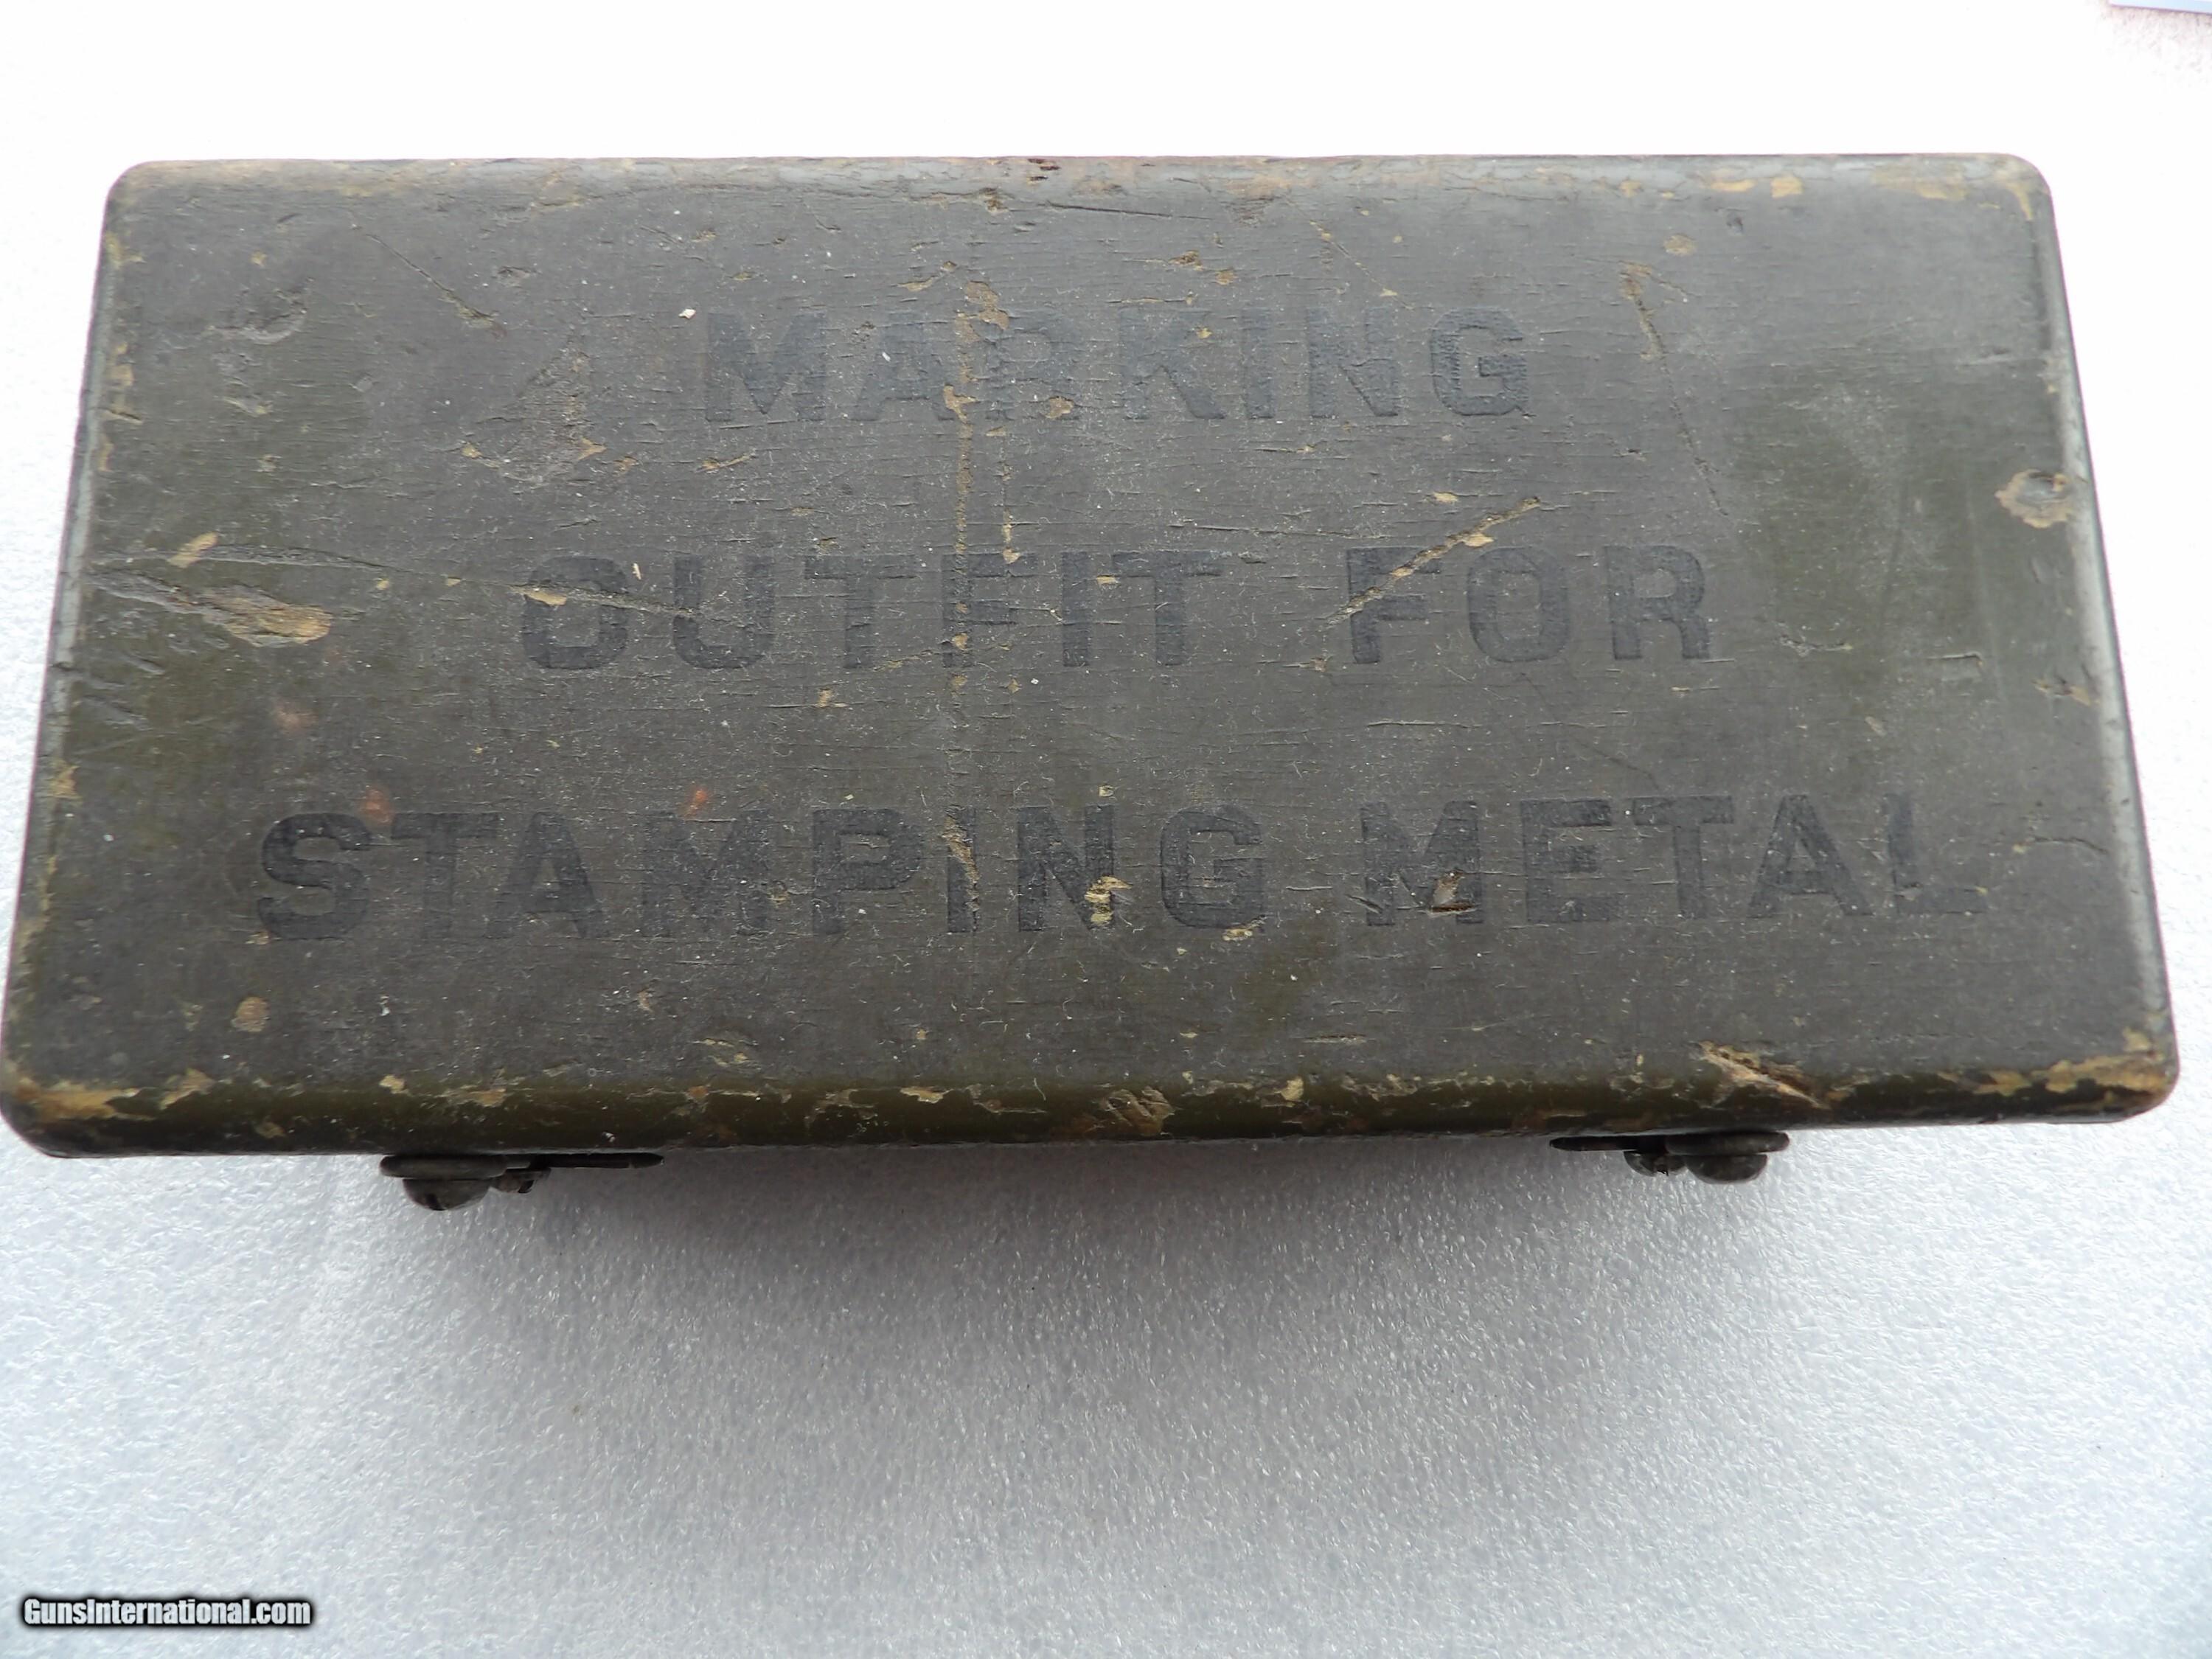 MARKING
OUTFIT FOR
STAMPING METAL
GunsInternational.com